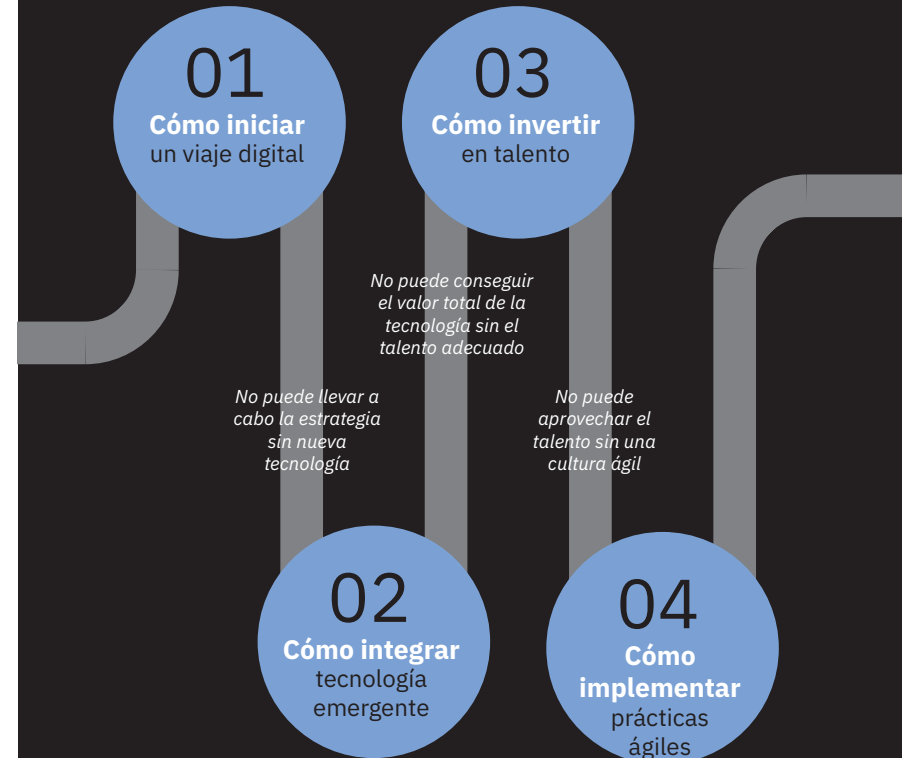 01
Cómo iniciar
un viaje digital
No puede llevar a
cabo la estrategia
sin nueva
tecnología
02
Cómo integrar
tecnología
emergente
No puede conseguir
el valor total de la
tecnología sin el
talento adecuado
03
Cómo invertir
en talento
No puede
aprovechar el
talento sin una
cultura ágil
04
Cómo
implementar
prácticas
ágiles